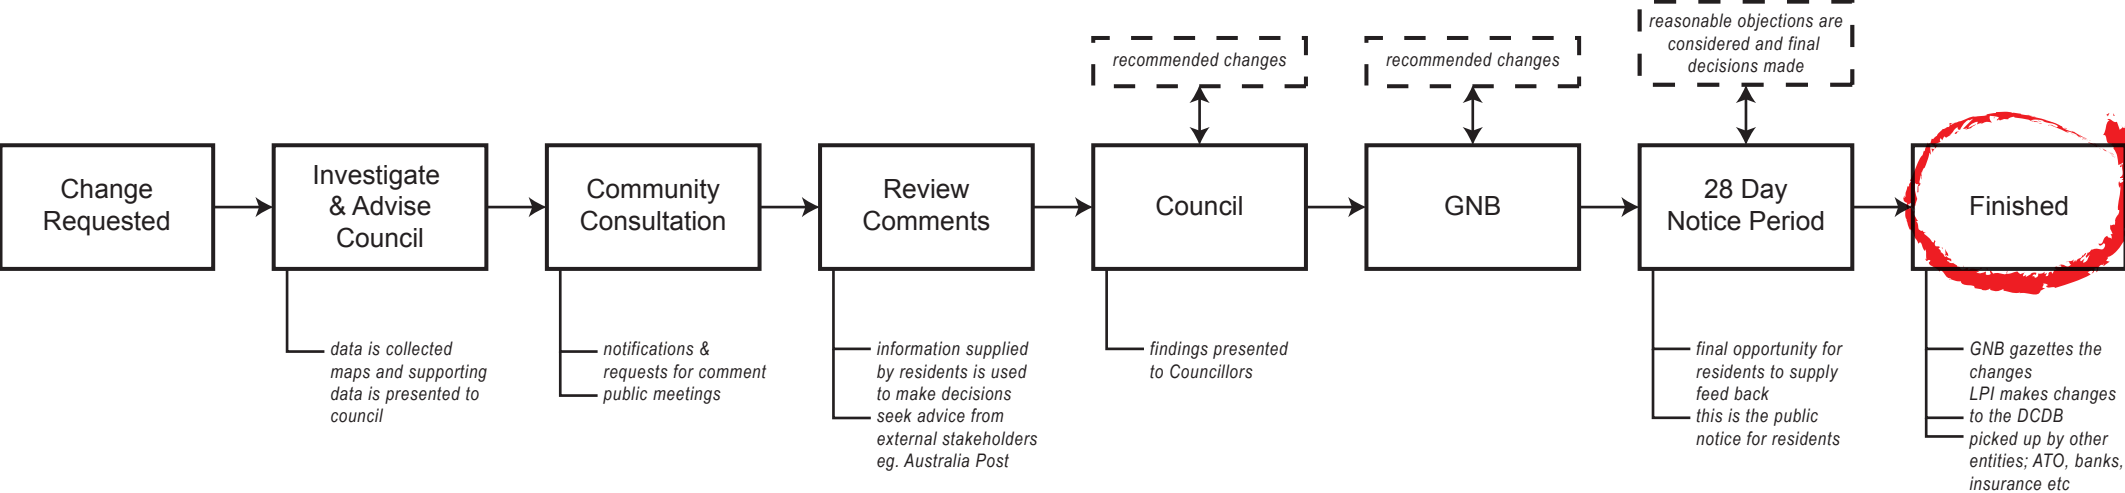 recommended changes
recommended changes
reasonable objections are
considered and final
decisions made
Change
Requested
Investigate
& Advise
Council
Community
Consultation
Review
Comments
Council
GNB
28 Day
Notice Period
Finished
data is collected
maps and supporting
data is presented to
council
notifications &
requests for comment
public meetings
information supplied
by residents is used
to make decisions
seek advice from
external stakeholders
eg. Australia Post
findings presented
to Councillors
final opportunity for
residents to supply
feed back
this is the public
notice for residents
GNB gazettes the
changes
LPI makes changes
to the DCDB
picked up by other
entities; ATO, banks,
insurance etc